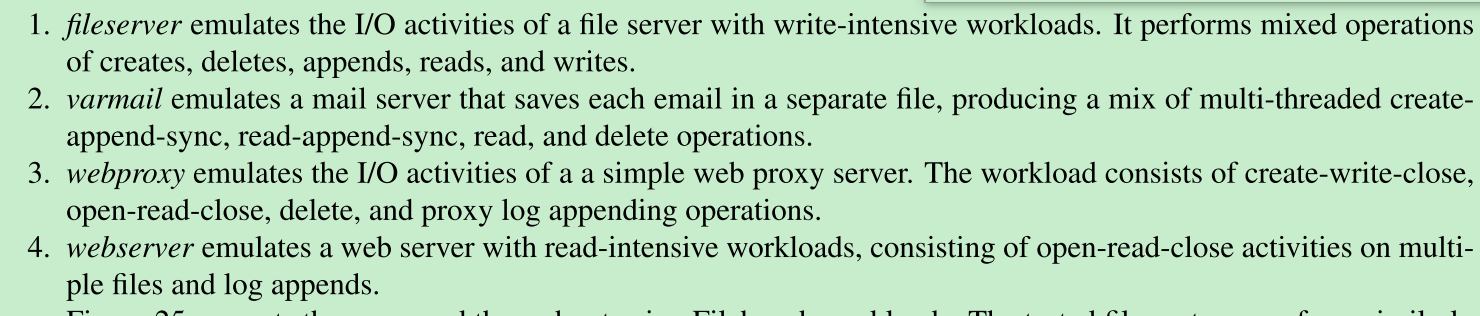 1. fileserver emulates the I/O activities of a file server with write-intensive workloads. It performs mixed operations
of creates, deletes, appends, reads, and writes.
2. varmail emulates a mail server that saves each email in a separate file, producing a mix of multi-threaded create-
append-sync, read-append-sync, read, and delete operations.
3. webproxy emulates the I/O activities of a a simple web proxy server. The workload consists of create-write-close,
open-read-close, delete, and proxy log appending operations.
4. webserver emulates a web server with read-intensive workloads, consisting of open-read-close activities on multi-
ple files and log appends.